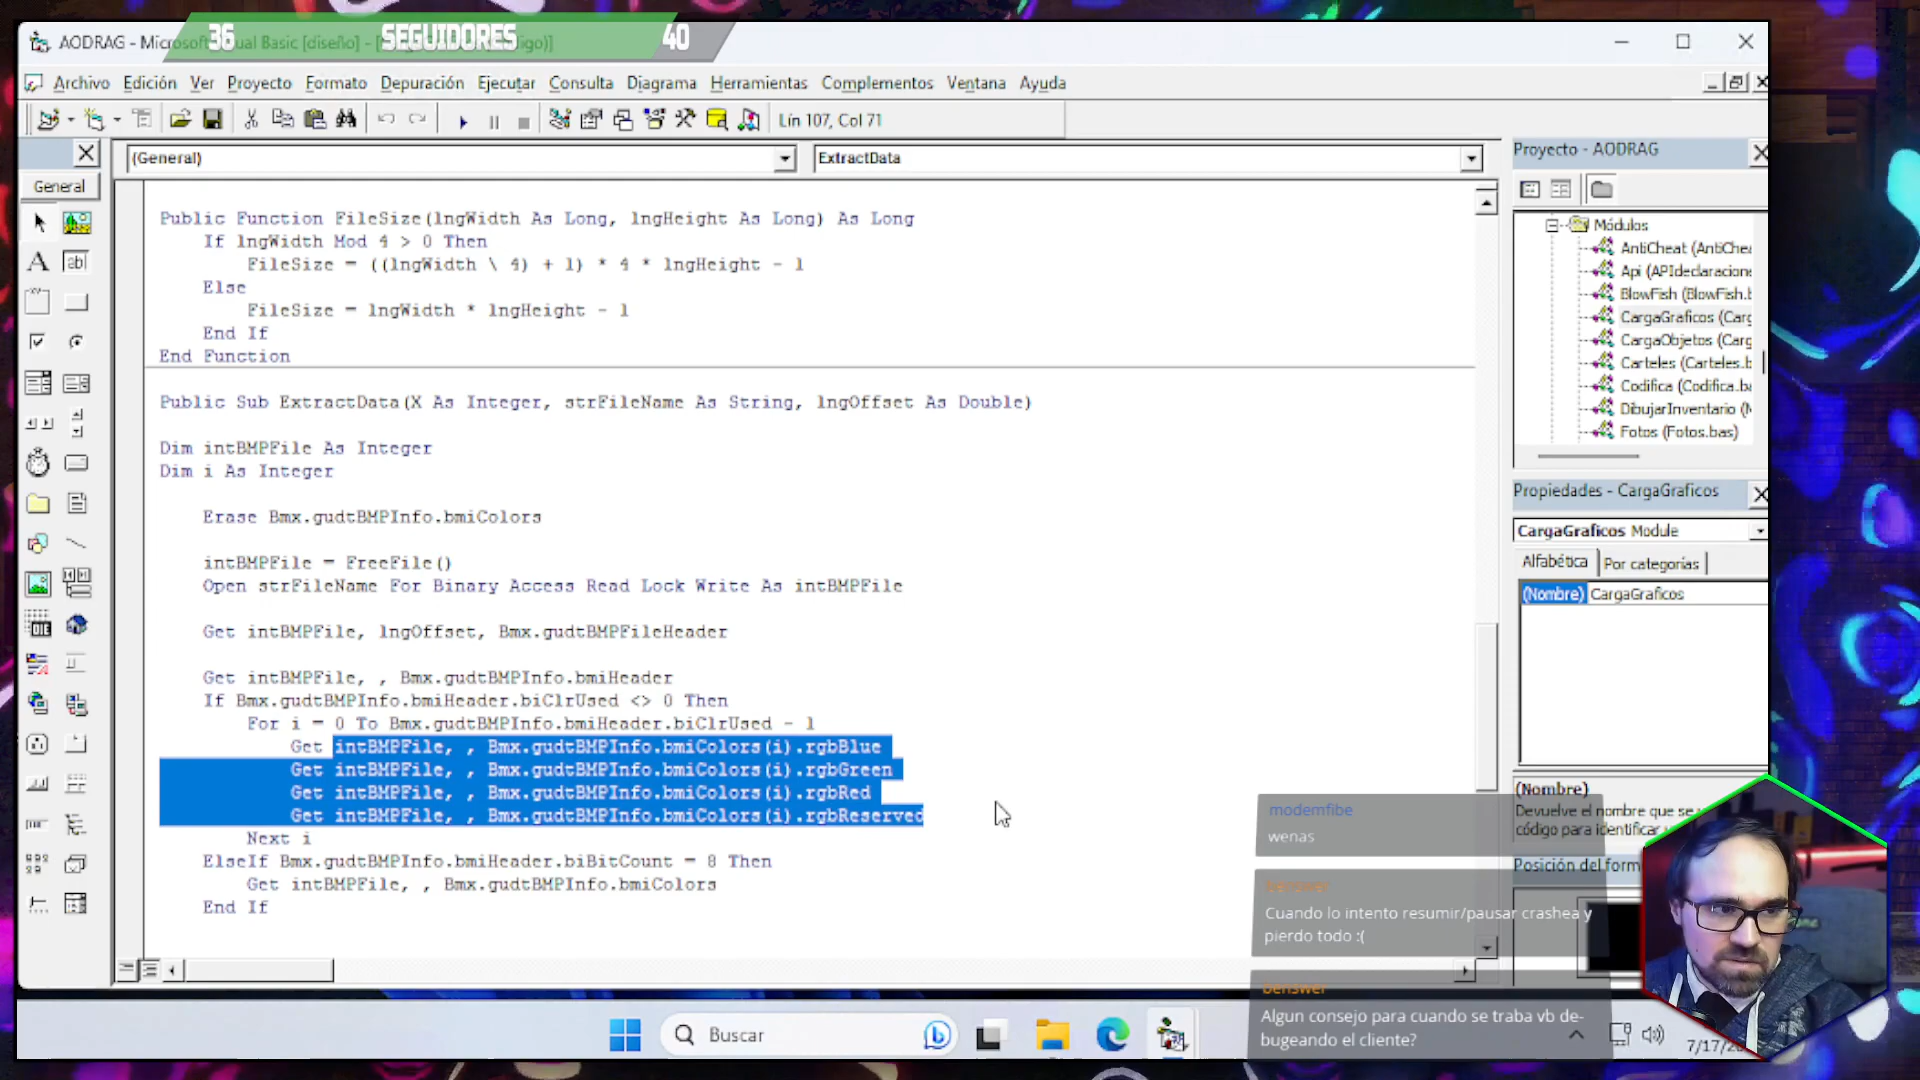 36 SEGUIDORES 40
AODRAG - Microsoft
Archivo Edición Ver Proyecto Formato Depuración Ejecutar Consulta Diagrama Herramientas Complementos Ventana Ayuda
Lín 107, Col 71
General
(General) ExtractData
Public Function FileSize(lngWidth As Long, lngHeight As Long) As Long
If lngWidth Mod 4 > 0 Then
FileSize = ((lngWidth \ 4) + 1) * 4 * lngHeight - 1
Else
FileSize = lngWidth * lngHeight - 1
End If
End Function
Public Sub ExtractData(X As Integer, strFileName As String, lngOffset As Double)
Dim intBMPFile As Integer
Dim i As Integer
Erase Bmx.gudtBMPInfo.bmiColors
intBMPFile = FreeFile()
Open strFileName For Binary Access Read Lock Write As intBMPFile
Get intBMPFile, lngOffset, Bmx.gudtBMPFileHeader
Get intBMPFile, , Bmx.gudtBMPInfo.bmiHeader
If Bmx.gudtBMPInfo.bmiHeader.biClrUsed <> 0 Then
For i = 0 To Bmx.gudtBMPInfo.bmiHeader.biClrUsed - 1
Get intBMPFile, , Bmx.gudtBMPInfo.bmiColors(i).rgbBlue
Get intBMPFile, , Bmx.gudtBMPInfo.bmiColors(i).rgbGreen
Get intBMPFile, , Bmx.gudtBMPInfo.bmiColors(i).rgbRed
Get intBMPFile, , Bmx.gudtBMPInfo.bmiColors(i).rgbReserved
Next i
ElseIf Bmx.gudtBMPInfo.bmiHeader.biBitCount = 8 Then
Get intBMPFile, , Bmx.gudtBMPInfo.bmiColors
End If
Proyecto - AODRAG
Módulos
AntiCheat (AntiChea
Api (APIdeclaracione
BlowFish (BlowFish.b
CargaGraficos (Carg
CargaObjetos (Carg
Carteles (Carteles.b
Codifica (Codifica.ba
DibujarInventario (M
Fotos (Fotos.bas)
Propiedades - CargaGraficos
CargaGraficos Module
Alfabética Por categorías
(Nombre) CargaGraficos
(Nombre)
Devuelve el nombre que se
código para identificar
Posición del form
modemfibe
wenas
Cuando lo intento resumir/pausar crashea y
pierdo todo :(
benswer
Algun consejo para cuando se traba vb de-
bugeando el cliente?
Buscar